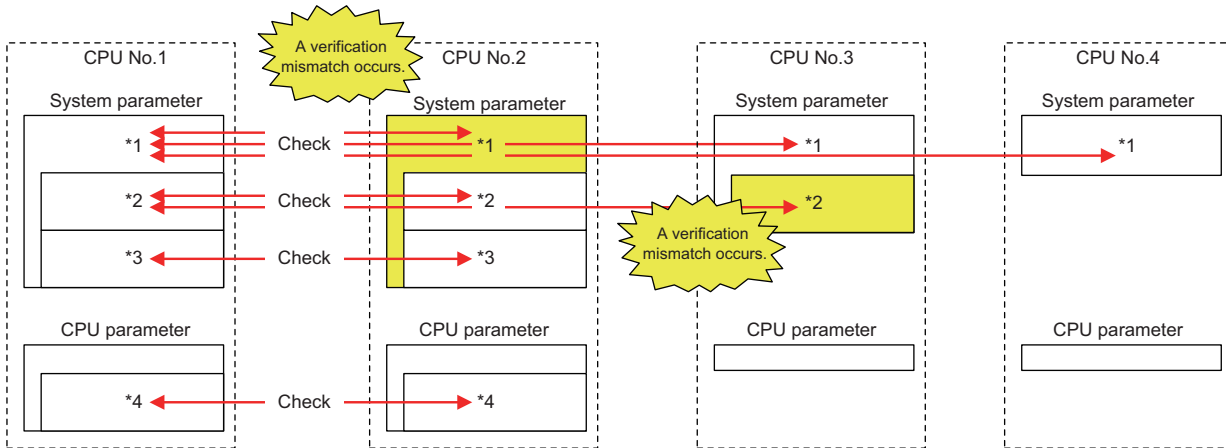 A verification
mismatch occurs.
CPU No.1
CPU No.2
CPU No.3
CPU No.4
System parameter
System parameter
System parameter
System parameter
*1
Check
*1
*1
*1
*2
Check
*2
*2
A verification
mismatch occurs.
*3
Check
*3
CPU parameter
CPU parameter
CPU parameter
CPU parameter
*4
Check
*4